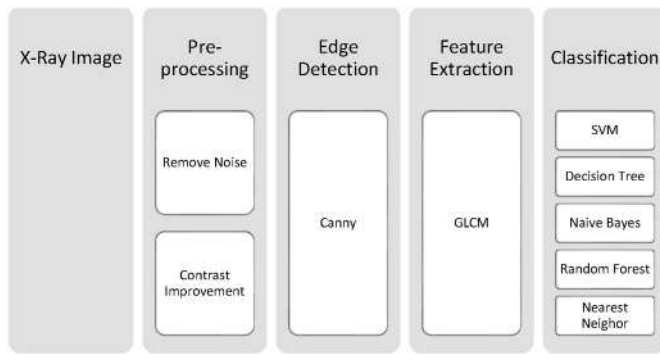 X-Ray Image
Pre-
processing
Remove Noise
Contrast
Improvement
Edge
Detection
Canny
Feature
Extraction
GLCM
Classification
SVM
Decision Tree
Naive Bayes
Random Forest
Nearest
Neighor